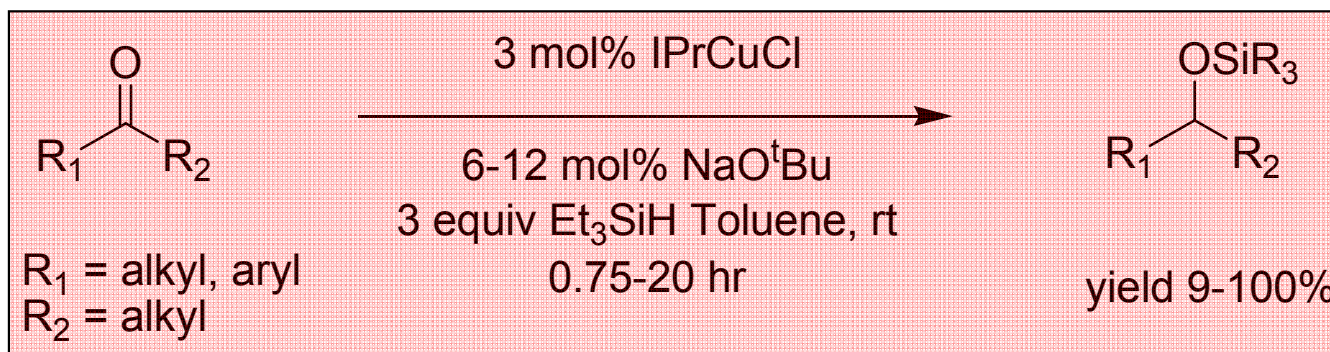 O
R₁ R₂
R₁ = alkyl, aryl
R₂ = alkyl
3 mol% IPrCuCl
6-12 mol% NaOᵗBu
3 equiv Et₃SiH Toluene, rt
0.75-20 hr
OSiR₃
R₁ R₂
yield 9-100%